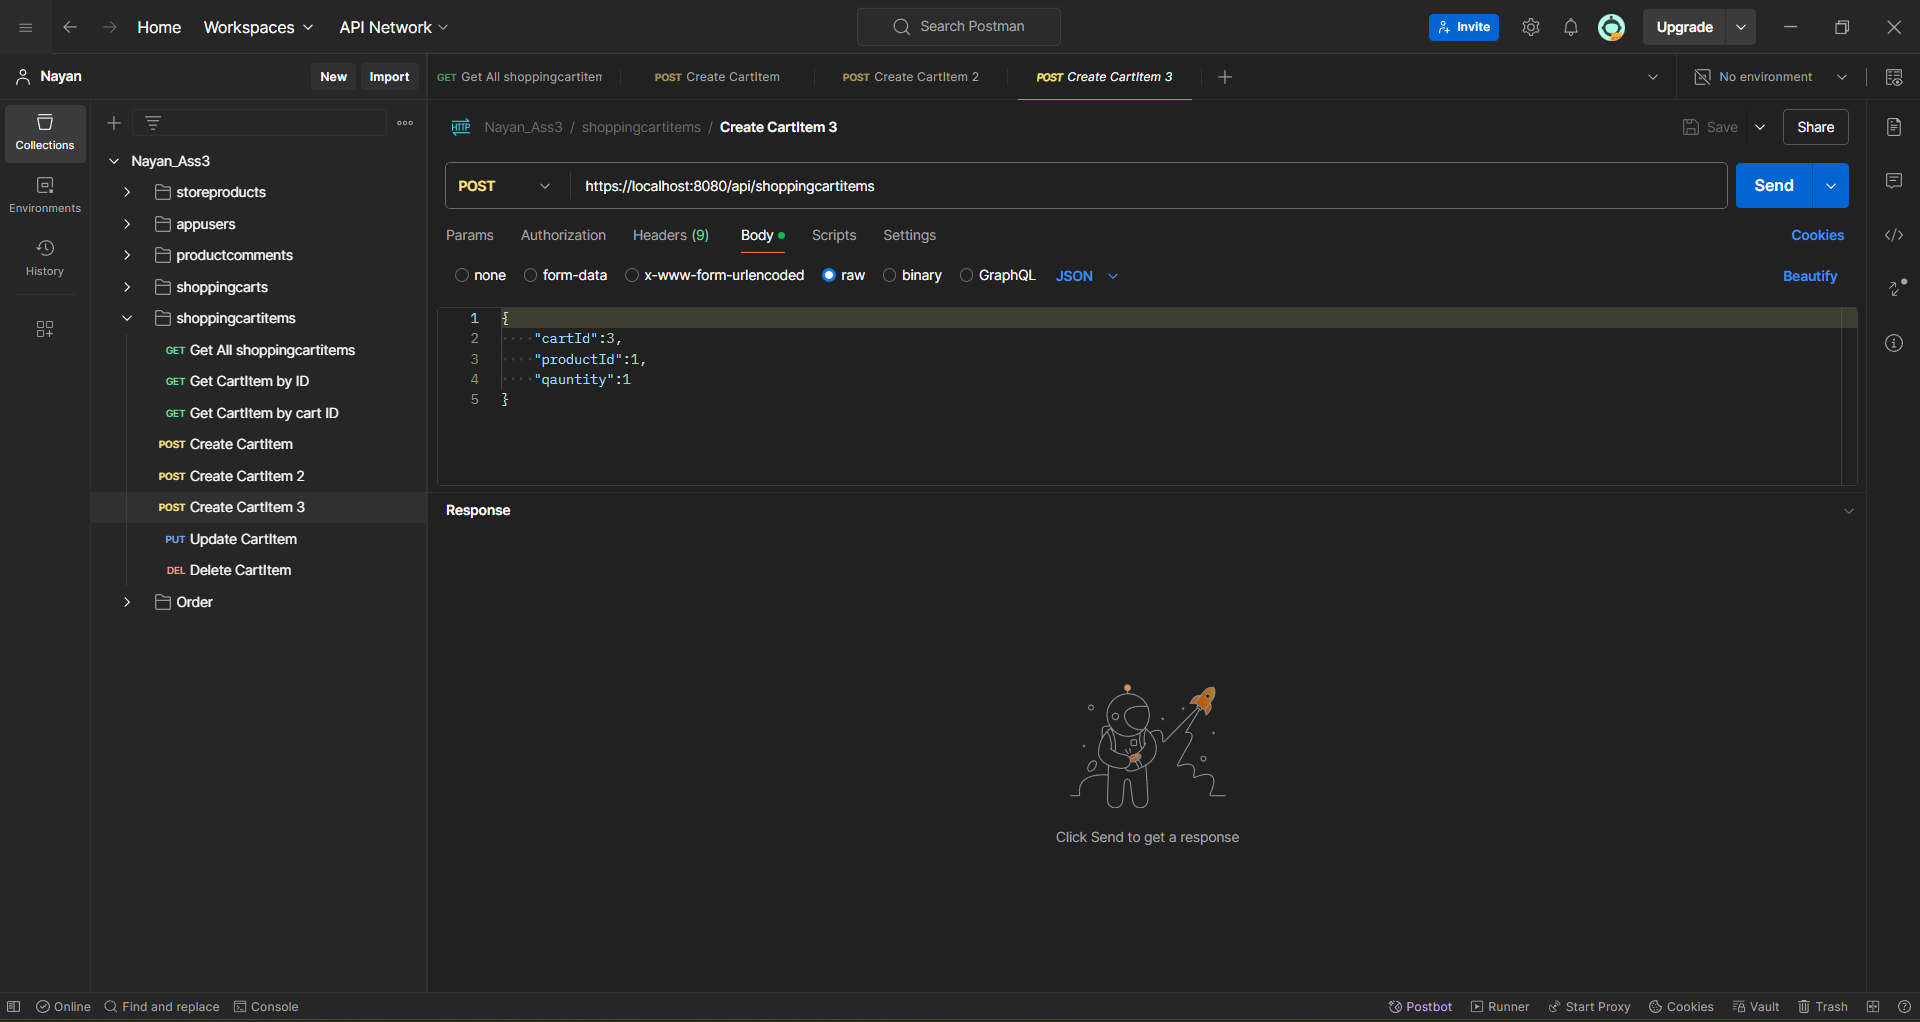 Home Workspaces API Network Search Postman Invite Upgrade
Nayan New Import
GET Get All shoppingcartitem POST Create CartItem POST Create CartItem 2 POST Create CartItem 3 No environment
Collections
Environments
History
Nayan_Ass3
storeproducts
appusers
productcomments
shoppingcarts
shoppingcartitems
GET Get All shoppingcartitems
GET Get CartItem by ID
GET Get CartItem by cart ID
POST Create CartItem
POST Create CartItem 2
POST Create CartItem 3
PUT Update CartItem
DEL Delete CartItem
Order
HTTP Nayan_Ass3 / shoppingcartitems / Create CartItem 3 Save Share
POST https://localhost:8080/api/shoppingcartitems Send
Params Authorization Headers (9) Body Scripts Settings Cookies
none form-data x-www-form-urlencoded raw binary GraphQL JSON Beautify
1 {
2 "cartId":3,
3 "productId":1,
4 "qauntity":1
5 }
Response
Click Send to get a response
Online Find and replace Console Postbot Runner Start Proxy Cookies Vault Trash